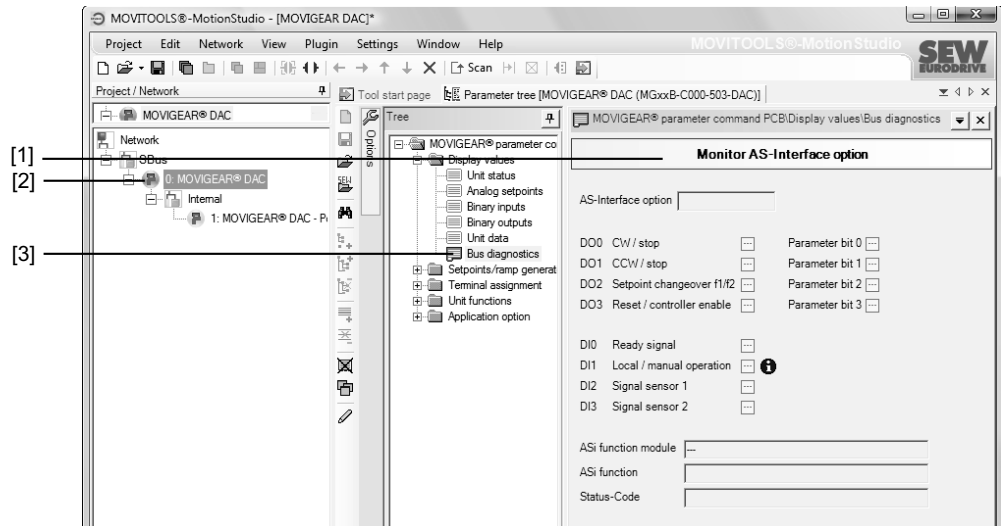 MOVITOOLS®-MotionStudio - [MOVIGEAR DAC]*
Project Edit Network View Plugin Settings Window Help
MOVITOOLS®-MotionStudio
SEW
EURODRIVE
Scan
Project / Network
Tool start page Parameter tree [MOVIGEAR® DAC (MGxxB-C000-503-DAC)]
MOVIGEAR® DAC
Options
Tree
MOVIGEAR® parameter command PCB\Display values\Bus diagnostics
Network
MOVIGEAR® parameter co
[1]
SBus
Display values
Monitor AS-Interface option
[2]
0: MOVIGEAR® DAC
Unit status
SEW
Internal
Analog setpoints
AS-Interface option
1: MOVIGEAR® DAC - P
Binary inputs
Binary outputs
Unit data
DO0 CW / stop --- Parameter bit 0 ---
[3]
Bus diagnostics
DO1 CCW / stop --- Parameter bit 1 ---
Setpoints/ramp generat
DO2 Setpoint changeover f1/f2 --- Parameter bit 2 ---
Terminal assignment
Unit functions
DO3 Reset / controller enable --- Parameter bit 3 ---
Application option
DI0 Ready signal ---
DI1 Local / manual operation ---
DI2 Signal sensor 1 ---
DI3 Signal sensor 2 ---
ASi function module ---
ASi function
Status-Code